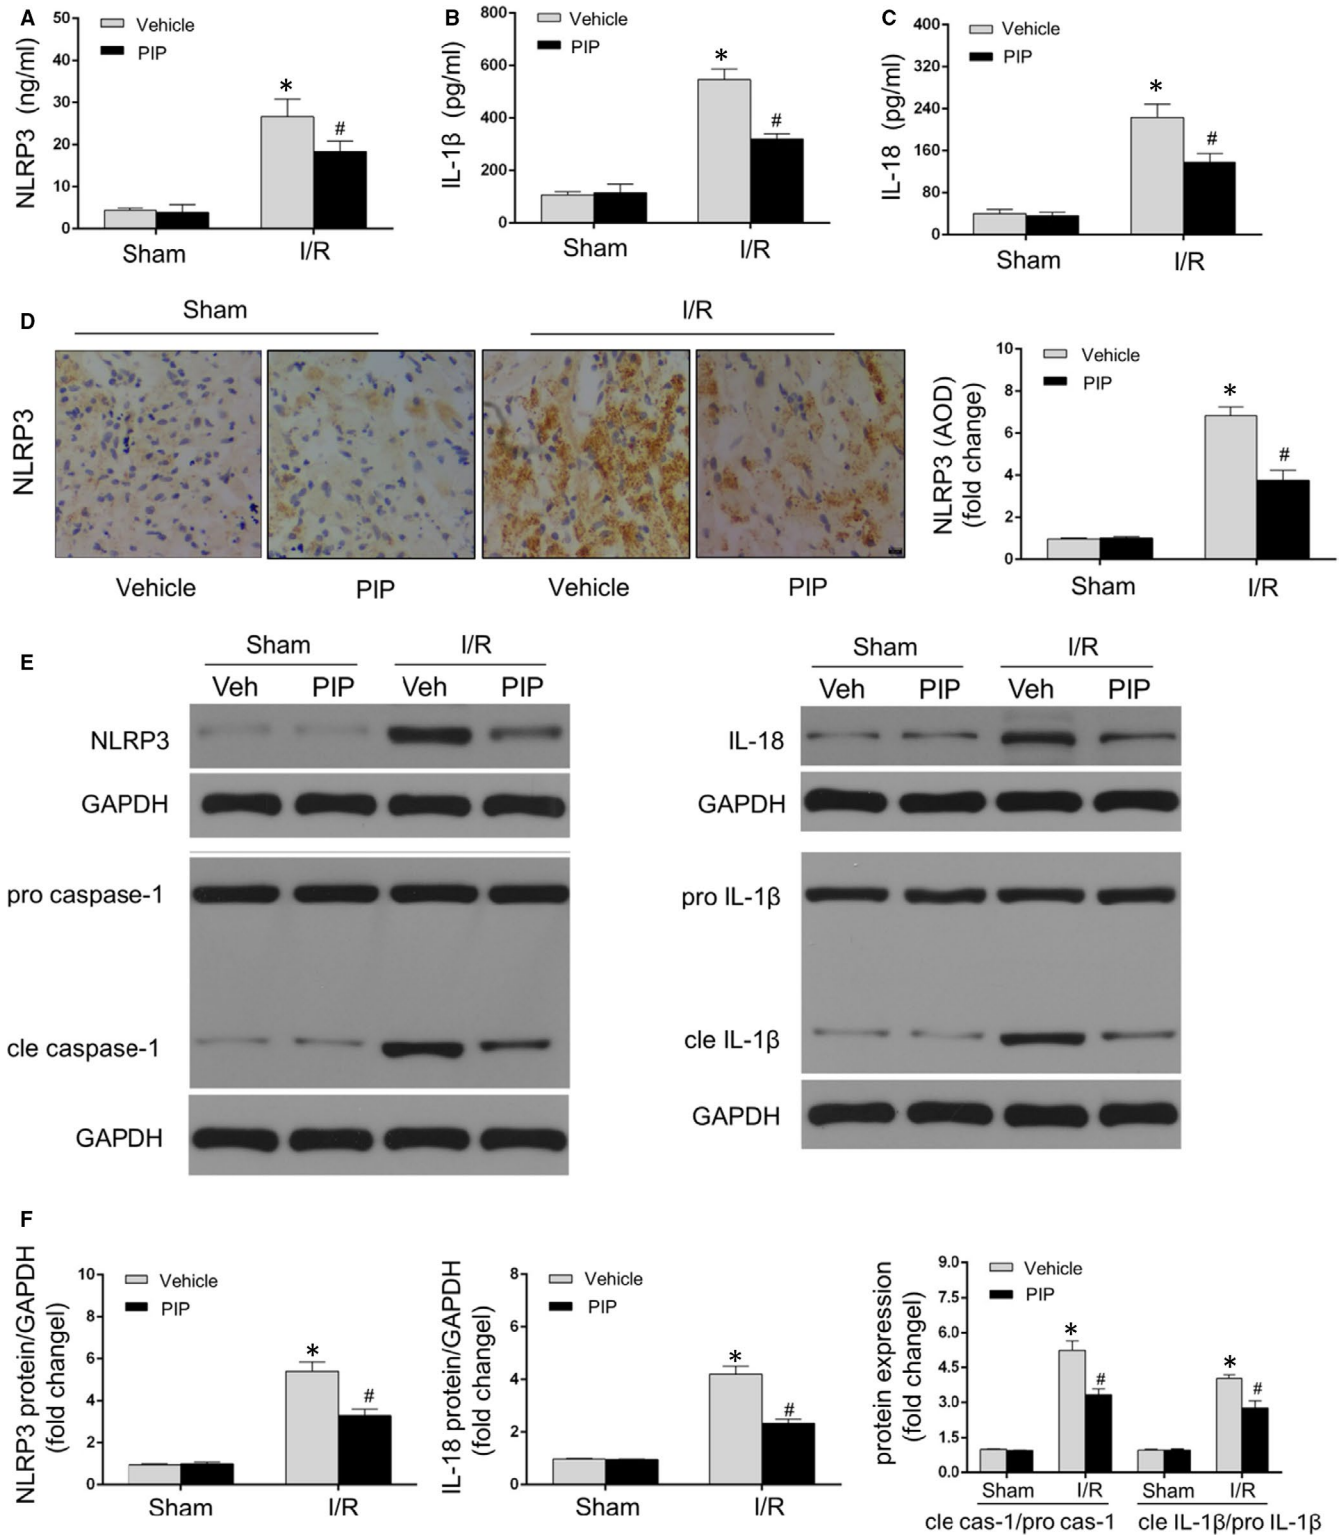 A
NLRP3 (ng/ml)
50
40
30
20
10
0
Vehicle
PIP
*
#
Sham
I/R
B
IL-1β (pg/ml)
800
600
400
200
0
Vehicle
PIP
*
#
Sham
I/R
C
IL-18 (pg/ml)
400
320
240
160
80
0
Vehicle
PIP
*
#
Sham
I/R
D
Sham
I/R
NLRP3
Vehicle
PIP
Vehicle
PIP
NLRP3 (AOD)
(fold change)
10
8
6
4
2
0
Vehicle
PIP
*
#
Sham
I/R
E
Sham
I/R
Veh PIP Veh PIP
NLRP3
GAPDH
pro caspase-1
cle caspase-1
GAPDH
Sham
I/R
Veh PIP Veh PIP
IL-18
GAPDH
pro IL-1β
cle IL-1β
GAPDH
F
NLRP3 protein/GAPDH
(fold changel)
10
8
6
4
2
0
Vehicle
PIP
*
#
Sham
I/R
IL-18 protein/GAPDH
(fold changel)
8
6
4
2
0
Vehicle
PIP
*
#
Sham
I/R
protein expression
(fold changel)
9.0
7.5
6.0
4.5
3.0
1.5
0.0
Vehicle
PIP
*
#
*
#
Sham I/R Sham I/R
cle cas-1/pro cas-1 cle IL-1β/pro IL-1β